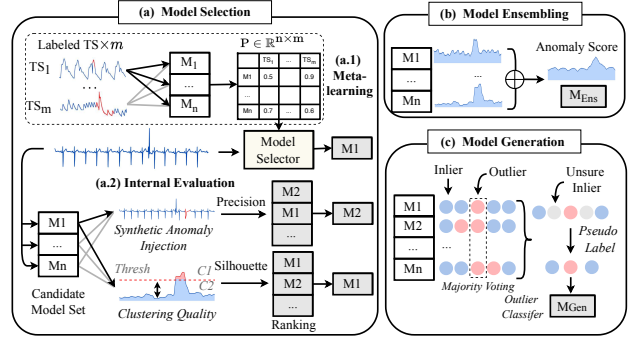 (a) Model Selection
Labeled TS×m
TS1
...
TSm
M1
...
Mn
P ∈ ℝ^{n×m}
TS1 ... TSm
M1 0.5 0.9
...
Mn 0.7 ... 0.6
(a.1)
Meta-
learning
Model
Selector
M1
(a.2) Internal Evaluation
M1
...
Mn
Candidate
Model Set
Synthetic Anomaly
Injection
Precision
M2
M1
...
M2
Thresh
C1
C2
Clustering Quality
Silhouette
M1
M2
...
Ranking
M1
(b) Model Ensembling
M1
...
Mn
...
Anomaly Score
MEns
(c) Model Generation
Inlier
Outlier
Unsure
Inlier
M1
M2
...
Mn
Majority Voting
Pseudo
Label
Outlier
Classifer
MGen